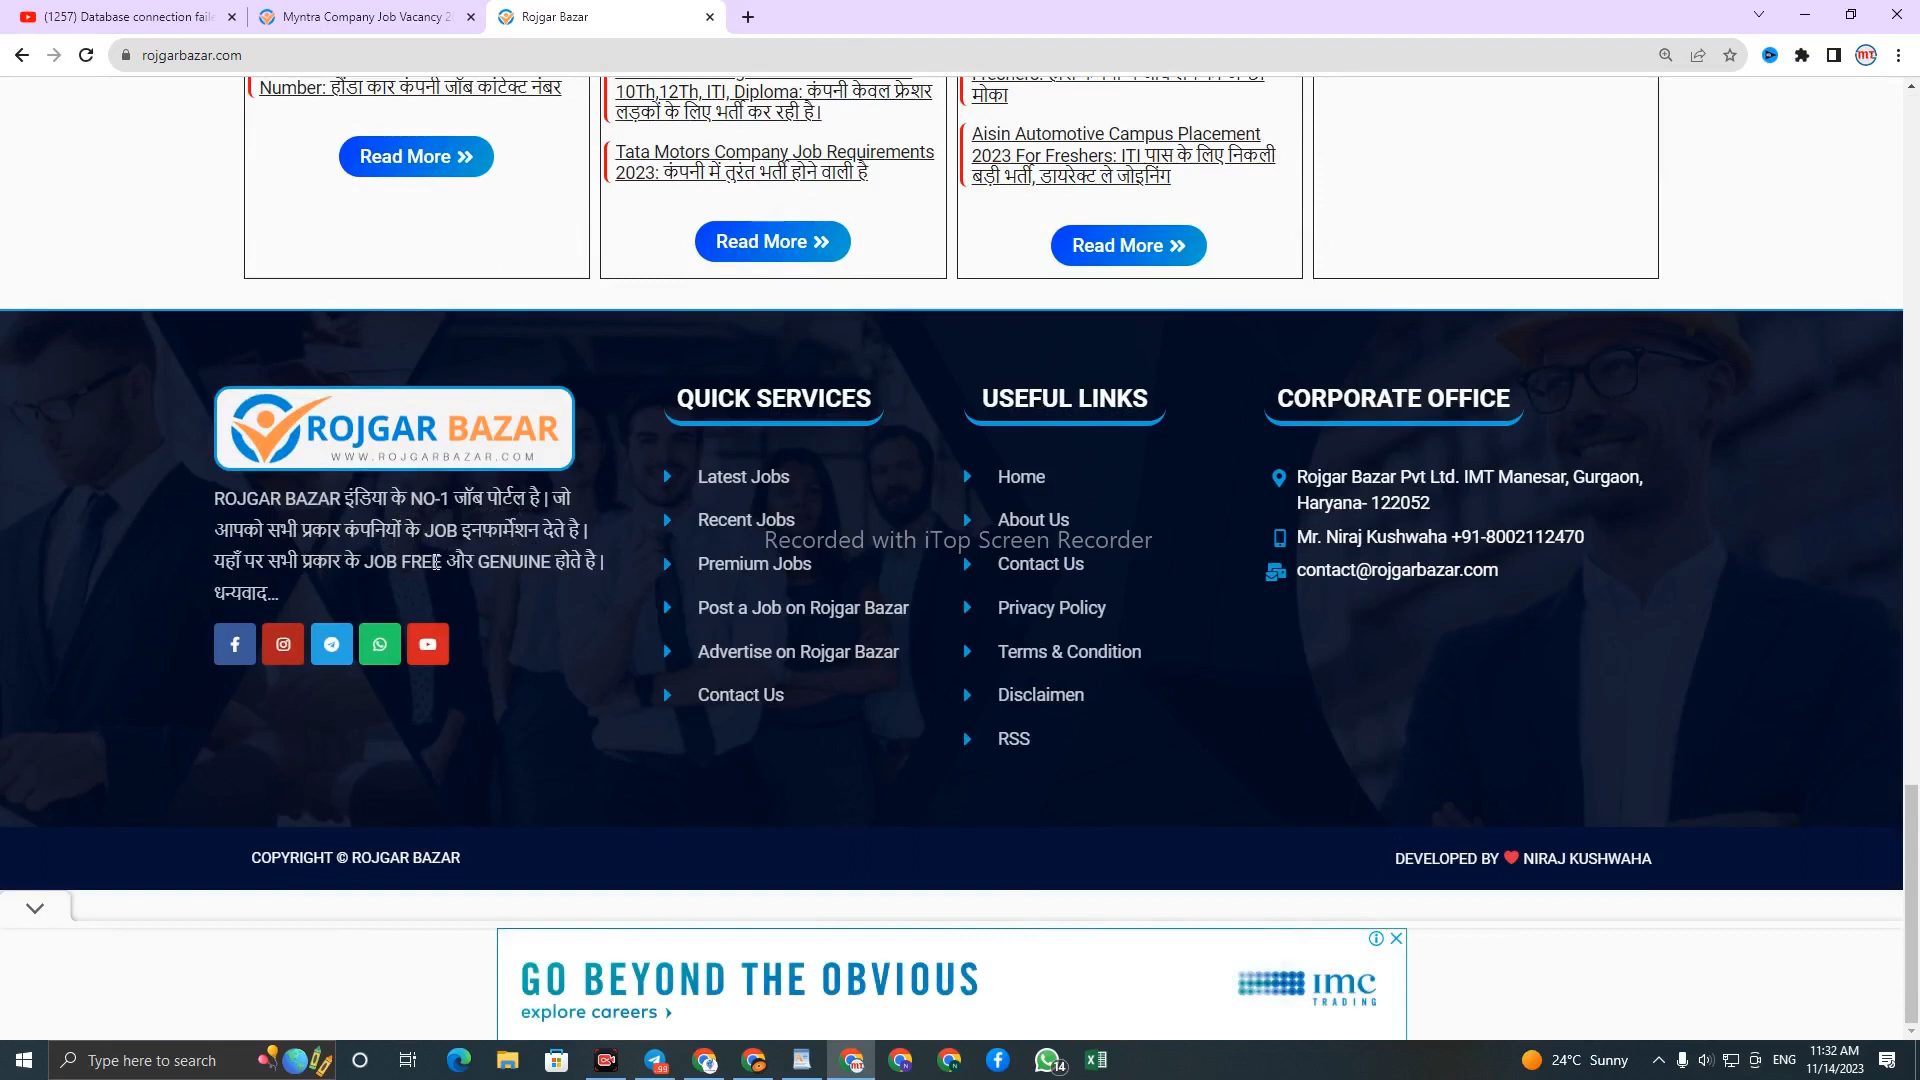 (1257) Database connection fail
Myntra Company Job Vacancy 2
Rojgar Bazar
rojgarbazar.com
Number: होंडा कार कंपनी जॉब कांटेक्ट नंबर
Read More
10Th,12Th, ITI, Diploma: कंपनी केवल फ्रेशर
लड़कों के लिए भर्ती कर रही है।
Tata Motors Company Job Requirements
2023: कंपनी में तुरंत भर्ती होने वाली है
Read More
मोका
Aisin Automotive Campus Placement
2023 For Freshers: ITI पास के लिए निकली
बड़ी भर्ती, डायरेक्ट ले जोइनिंग
Read More
ROJGAR BAZAR
WWW.ROJGARBAZAR.COM
ROJGAR BAZAR इंडिया के NO-1 जॉब पोर्टल है | जो
आपको सभी प्रकार कंपनियों के JOB इनफार्मेशन देते है |
यहाँ पर सभी प्रकार के JOB FREE और GENUINE होते है |
धन्यवाद...
QUICK SERVICES
Latest Jobs
Recent Jobs
Premium Jobs
Post a Job on Rojgar Bazar
Advertise on Rojgar Bazar
Contact Us
USEFUL LINKS
Home
About Us
Contact Us
Privacy Policy
Terms & Condition
Disclaimen
RSS
CORPORATE OFFICE
Rojgar Bazar Pvt Ltd. IMT Manesar, Gurgaon,
Haryana- 122052
Mr. Niraj Kushwaha +91-8002112470
contact@rojgarbazar.com
Recorded with iTop Screen Recorder
COPYRIGHT © ROJGAR BAZAR
DEVELOPED BY ❤ NIRAJ KUSHWAHA
GO BEYOND THE OBVIOUS
explore careers ›
imc
TRADING
Type here to search
99
14
24°C Sunny
ENG
11:32 AM
11/14/2023